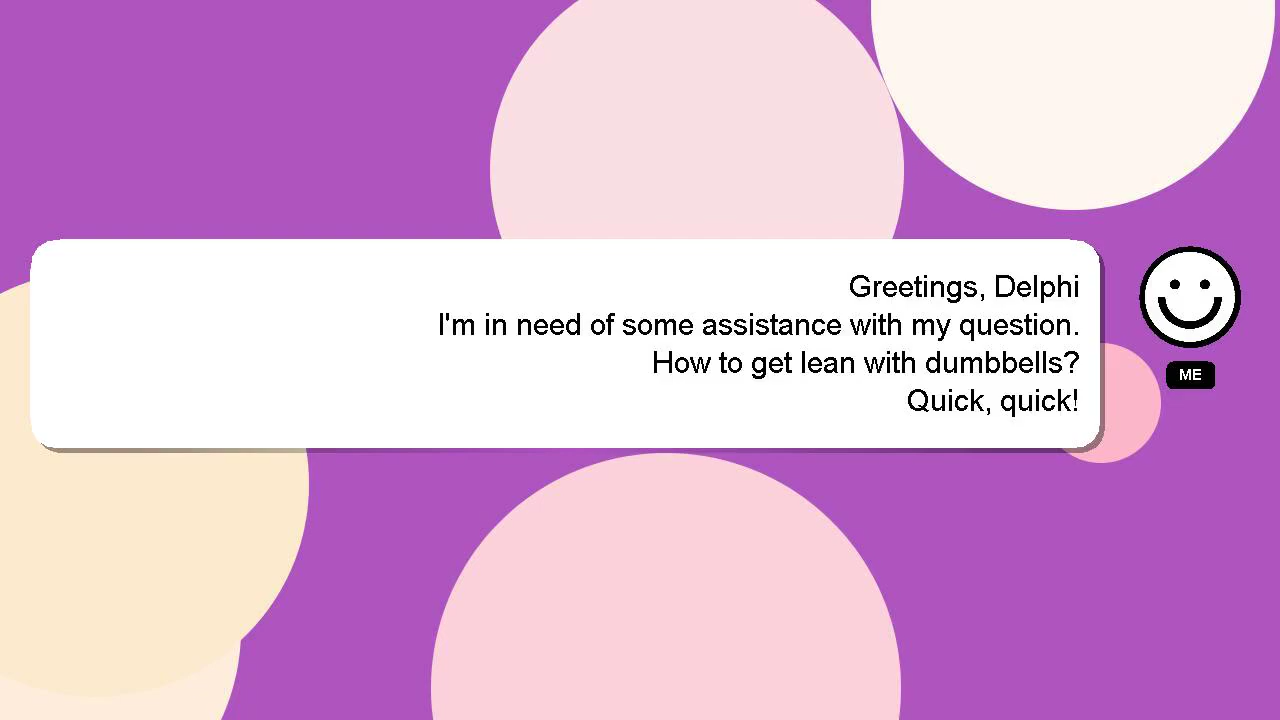 Greetings, Delphi
I'm in need of some assistance with my question.
How to get lean with dumbbells?
Quick, quick!
ME